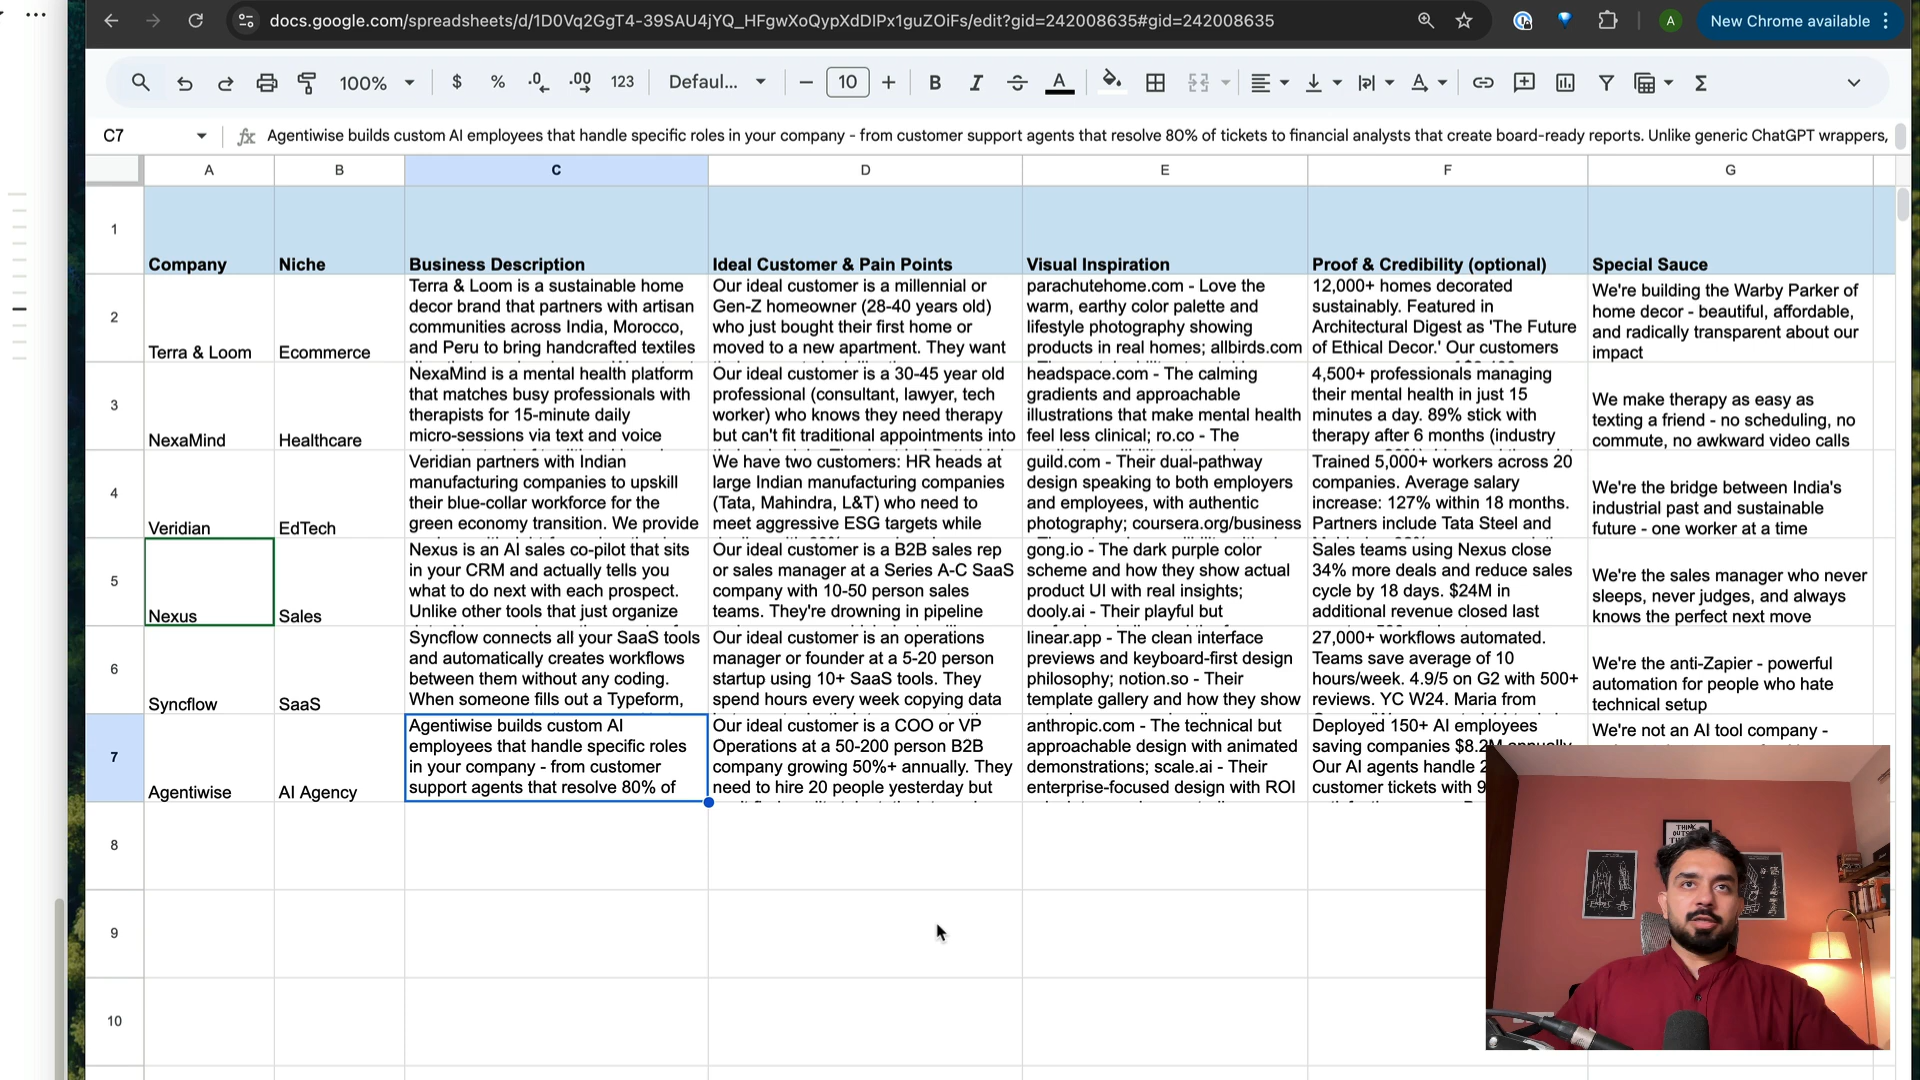 docs.google.com/spreadsheets/d/1D0Vq2GgT4-39SAU4jYQ_HFgwXoQypXdDIPx1guZOiFs/edit?gid=242008635#gid=242008635
A
New Chrome available
100%
$
%
.0
.00
123
Defaul...
10
B
I
A
A
Σ
C7
fx
Agentiwise builds custom AI employees that handle specific roles in your company - from customer support agents that resolve 80% of tickets to financial analysts that create board-ready reports. Unlike generic ChatGPT wrappers,
A
B
C
D
E
F
G
1
Company
Niche
Business Description
Ideal Customer & Pain Points
Visual Inspiration
Proof & Credibility (optional)
Special Sauce
2
Terra & Loom
Ecommerce
Terra & Loom is a sustainable home
decor brand that partners with artisan
communities across India, Morocco,
and Peru to bring handcrafted textiles
Our ideal customer is a millennial or
Gen-Z homeowner (28-40 years old)
who just bought their first home or
moved to a new apartment. They want
parachutehome.com - Love the
warm, earthy color palette and
lifestyle photography showing
products in real homes; allbirds.com
12,000+ homes decorated
sustainably. Featured in
Architectural Digest as 'The Future
of Ethical Decor.' Our customers
We're building the Warby Parker of
home decor - beautiful, affordable,
and radically transparent about our
impact
3
NexaMind
Healthcare
NexaMind is a mental health platform
that matches busy professionals with
therapists for 15-minute daily
micro-sessions via text and voice
Our ideal customer is a 30-45 year old
professional (consultant, lawyer, tech
worker) who knows they need therapy
but can't fit traditional appointments into
headspace.com - The calming
gradients and approachable
illustrations that make mental health
feel less clinical; ro.co - The
4,500+ professionals managing
their mental health in just 15
minutes a day. 89% stick with
therapy after 6 months (industry
We make therapy as easy as
texting a friend - no scheduling, no
commute, no awkward video calls
4
Veridian
EdTech
Veridian partners with Indian
manufacturing companies to upskill
their blue-collar workforce for the
green economy transition. We provide
We have two customers: HR heads at
large Indian manufacturing companies
(Tata, Mahindra, L&T) who need to
meet aggressive ESG targets while
guild.com - Their dual-pathway
design speaking to both employers
and employees, with authentic
photography; coursera.org/business
Trained 5,000+ workers across 20
companies. Average salary
increase: 127% within 18 months.
Partners include Tata Steel and
We're the bridge between India's
industrial past and sustainable
future - one worker at a time
5
Nexus
Sales
Nexus is an AI sales co-pilot that sits
in your CRM and actually tells you
what to do next with each prospect.
Unlike other tools that just organize
Our ideal customer is a B2B sales rep
or sales manager at a Series A-C SaaS
company with 10-50 person sales
teams. They're drowning in pipeline
gong.io - The dark purple color
scheme and how they show actual
product UI with real insights;
dooly.ai - Their playful but
Sales teams using Nexus close
34% more deals and reduce sales
cycle by 18 days. $24M in
additional revenue closed last
We're the sales manager who never
sleeps, never judges, and always
knows the perfect next move
6
Syncflow
SaaS
Syncflow connects all your SaaS tools
and automatically creates workflows
between them without any coding.
When someone fills out a Typeform,
Our ideal customer is an operations
manager or founder at a 5-20 person
startup using 10+ SaaS tools. They
spend hours every week copying data
linear.app - The clean interface
previews and keyboard-first design
philosophy; notion.so - Their
template gallery and how they show
27,000+ workflows automated.
Teams save average of 10
hours/week. 4.9/5 on G2 with 500+
reviews. YC W24. Maria from
We're the anti-Zapier - powerful
automation for people who hate
technical setup
7
Agentiwise
AI Agency
Agentiwise builds custom AI
employees that handle specific roles
in your company - from customer
support agents that resolve 80% of
Our ideal customer is a COO or VP
Operations at a 50-200 person B2B
company growing 50%+ annually. They
need to hire 20 people yesterday but
anthropic.com - The technical but
approachable design with animated
demonstrations; scale.ai - Their
enterprise-focused design with ROI
Deployed 150+ AI employees
saving companies $8.2M annually
Our AI agents handle
customer tickets with
We're not an AI tool company -
8
9
10
THINK